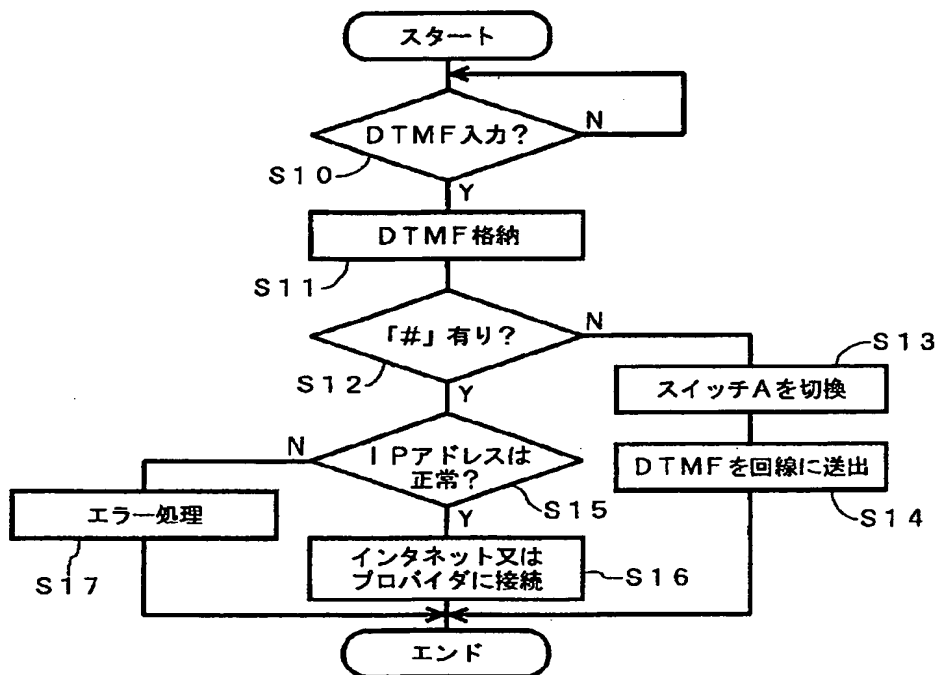 スタート
DTMF入力?
N
S10
Y
DTMF格納
S11
「#」有り?
N
S12
Y
S13
スイッチAを切換
IPアドレスは
正常?
N
S15
Y
DTMFを回線に送出
S14
エラー処理
S17
インタネット又は
プロバイダに接続
S16
エンド